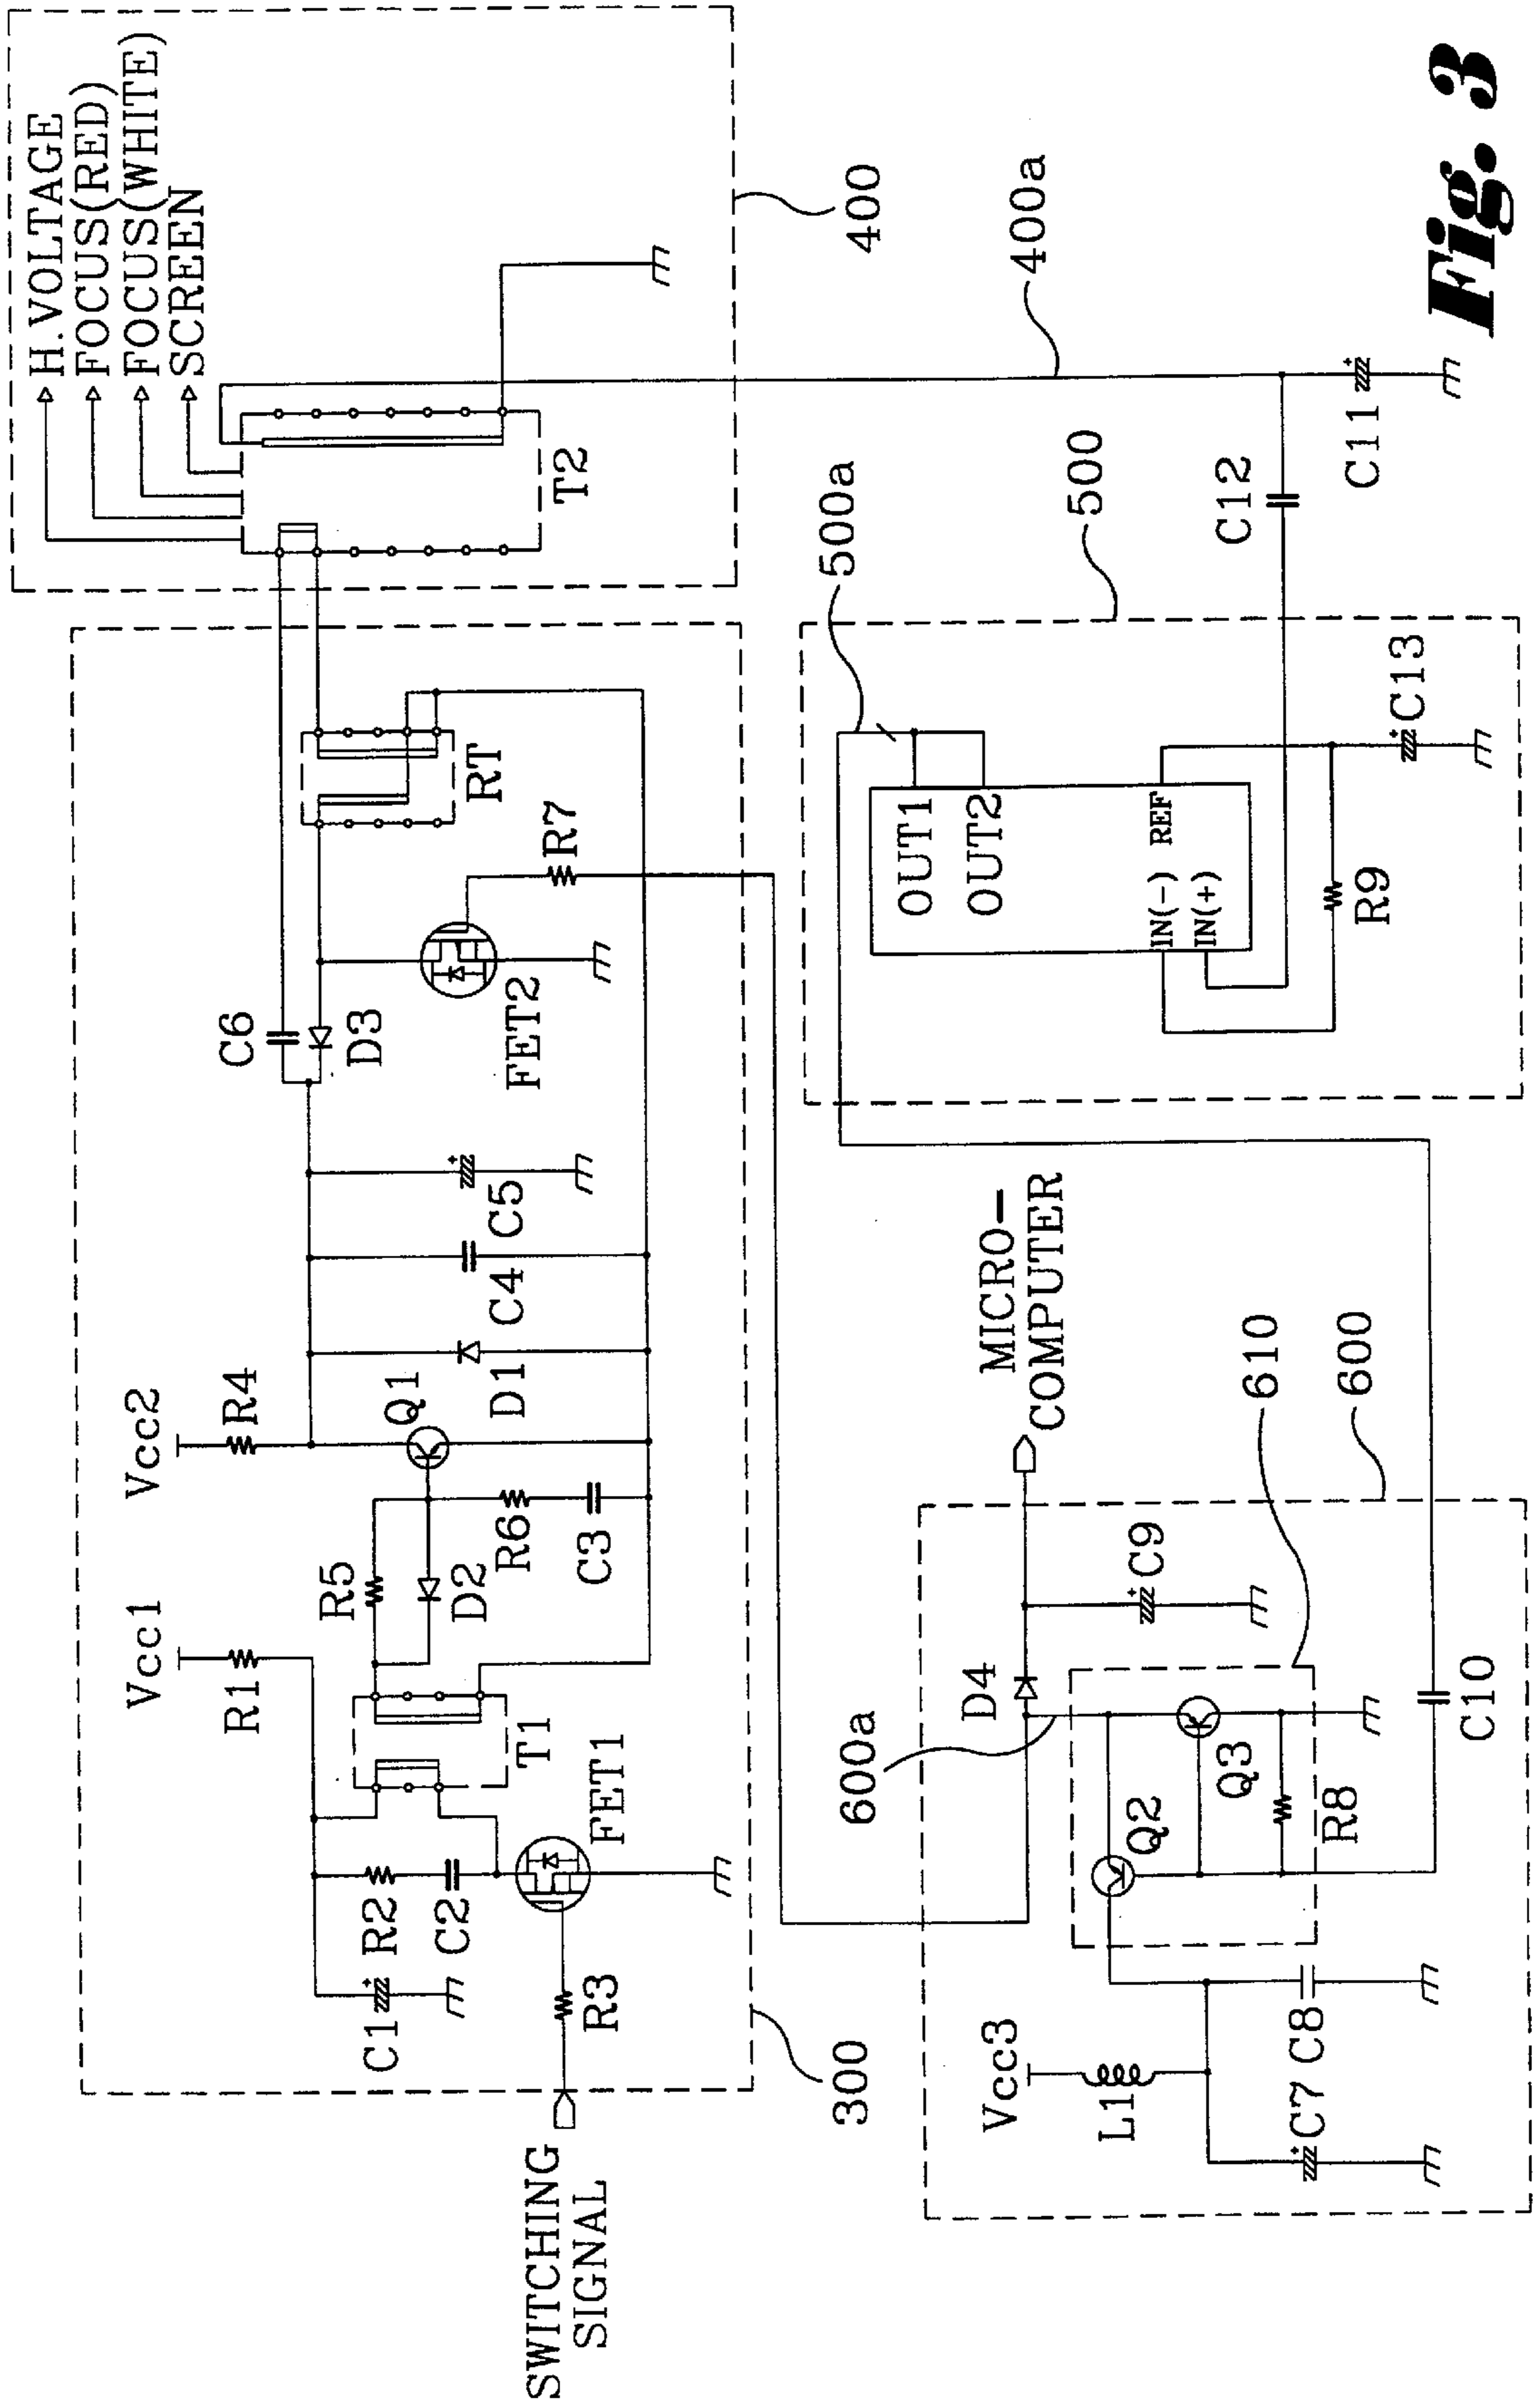 H.VOLTAGE
FOCUS(RED)
FOCUS(WHITE)
SCREEN
T2
400
400a
Vcc1
R1
Vcc2
R4
R5
D2
Q1
R6
C3
D1
C4
C5
C6
D3
FET2
RT
R7
T1
R2
C2
C1
FET1
R3
SWITCHING
SIGNAL
300
500a
500
OUT1
OUT2
IN(-) REF
IN(+)
R9
C13
C12
C11
MICRO-
COMPUTER
600a
D4
C9
610
600
Q2
Q3
R8
C10
Vcc3
L1
C7
C8
Fig. 3